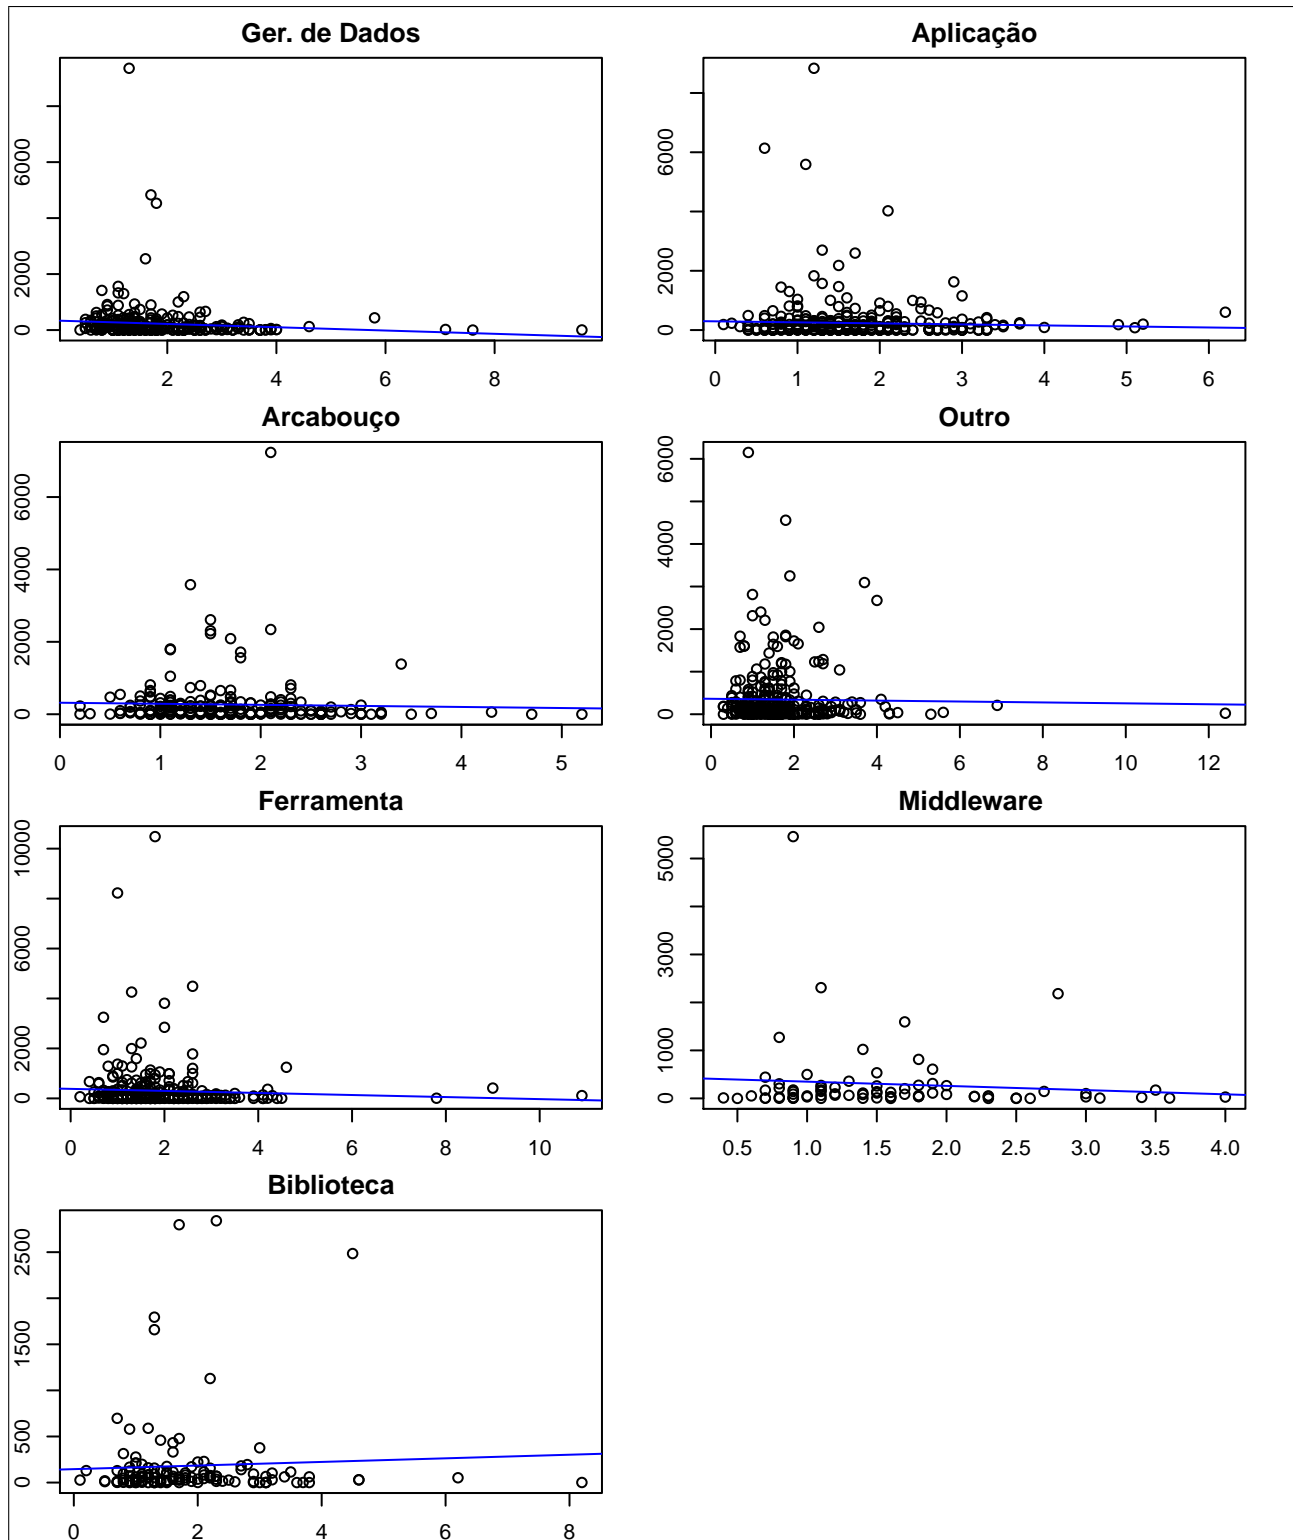 Ger. de Dados
0 2000 6000
2 4 6 8
Aplicação
0 2000 6000
0 1 2 3 4 5 6
Arcabouço
0 2000 4000 6000
0 1 2 3 4 5
Outro
0 2000 4000 6000
0 2 4 6 8 10 12
Ferramenta
0 2000 6000 10000
0 2 4 6 8 10
Middleware
0 1000 3000 5000
0.5 1.0 1.5 2.0 2.5 3.0 3.5 4.0
Biblioteca
0 500 1500 2500
0 2 4 6 8